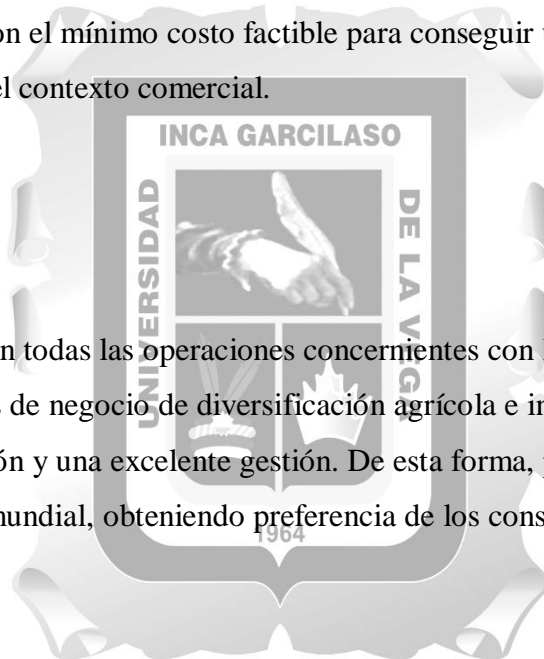 on el mínimo costo factible para conseguir
el contexto comercial.
INCA GARCILASO
UNIVERSIDAD
DE LA VEGA
n todas las operaciones concernientes con
s de negocio de diversificación agrícola e
ón y una excelente gestión. De esta forma,
mundial, obteniendo preferencia de los cons
1964